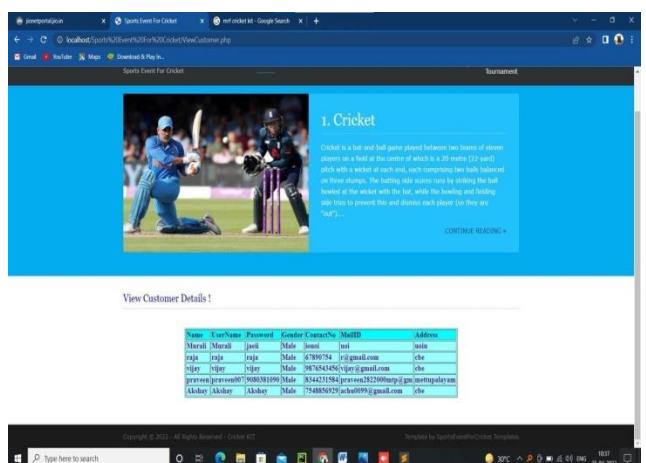 jionetportal.jio.in
Sports Event For Cricket
mrf cricket kit - Google Search
localhost/Sports%20Event%20For%20Cricket/ViewCustomer.php
Gmail YouTube Maps Download & Play In...
Sports Event For Cricket
Tournament
1. Cricket
Cricket is a bat-and-ball game played between two teams of eleven
players on a field at the centre of which is a 20-metre (22-yard)
pitch with a wicket at each end, each comprising two bails balanced
on three stumps. The batting side scores runs by striking the ball
bowled at the wicket with the bat, while the bowling and fielding
side tries to prevent this and dismiss each player (so they are
"out")....
CONTINUE READING »
View Customer Details !
Name UserName Password Gender ContactNo MailID Address
Murali Murali Male
raja raja raja Male 67890754 r@gmail.com cbe
vijay vijay vijay Male 9876543456 vijay@gmail.com cbe
praveen praveen007 9080381090 Male 8344231584 praveen2822000mtp@gm mettupalayam
Akshay Akshay Akshay Male 7548856929 achu0099@gmail.com cbe
Copyright © 2022 - All Rights Reserved - Cricket KIT
Template by SportsEventForCricket Templates
Type here to search
30°C
ENG
10:37